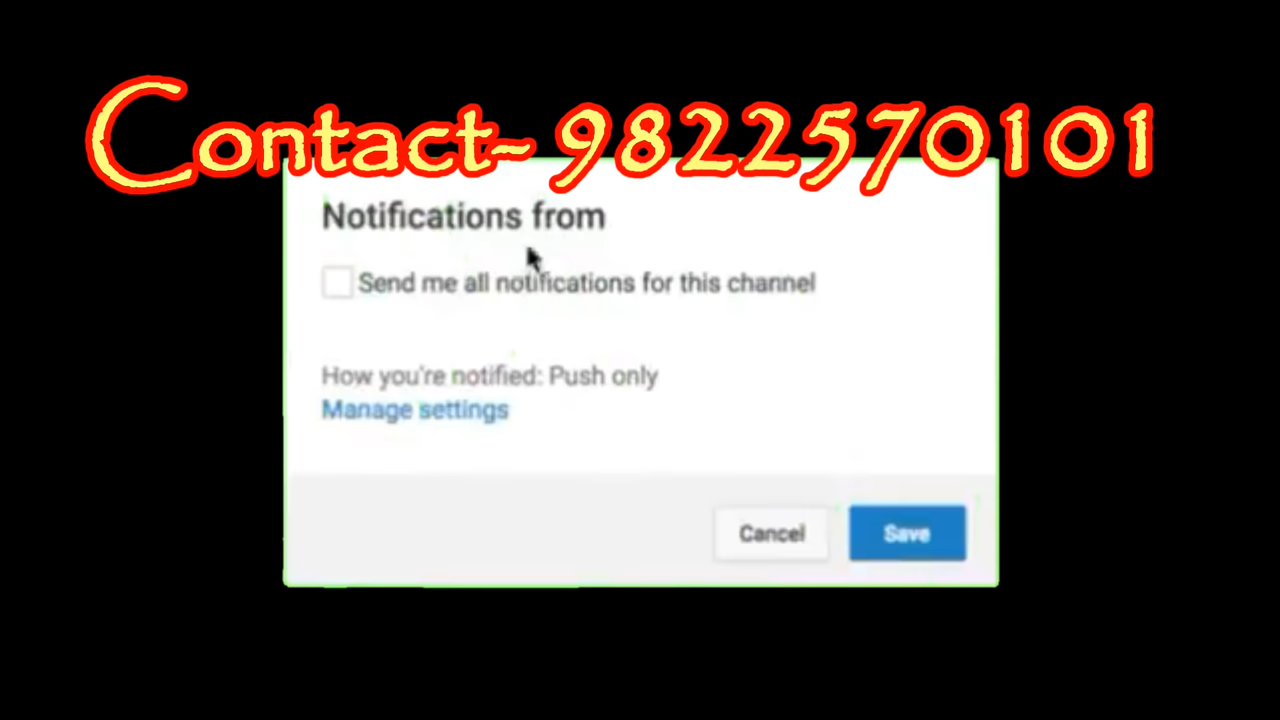 Contact- 9822570101
Notifications from
Send me all notifications for this channel
How you're notified: Push only
Manage settings
Cancel
Save